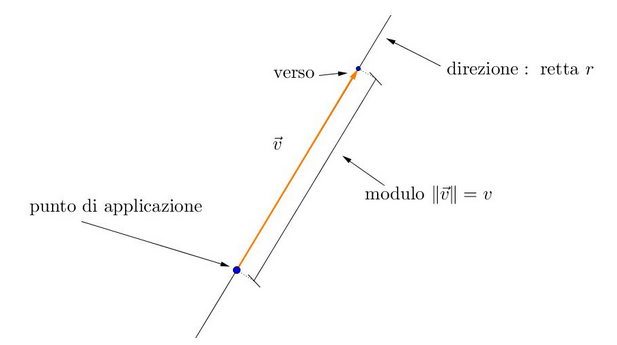 verso
direzione : retta r
v⃗
modulo ‖v⃗‖ = v
punto di applicazione